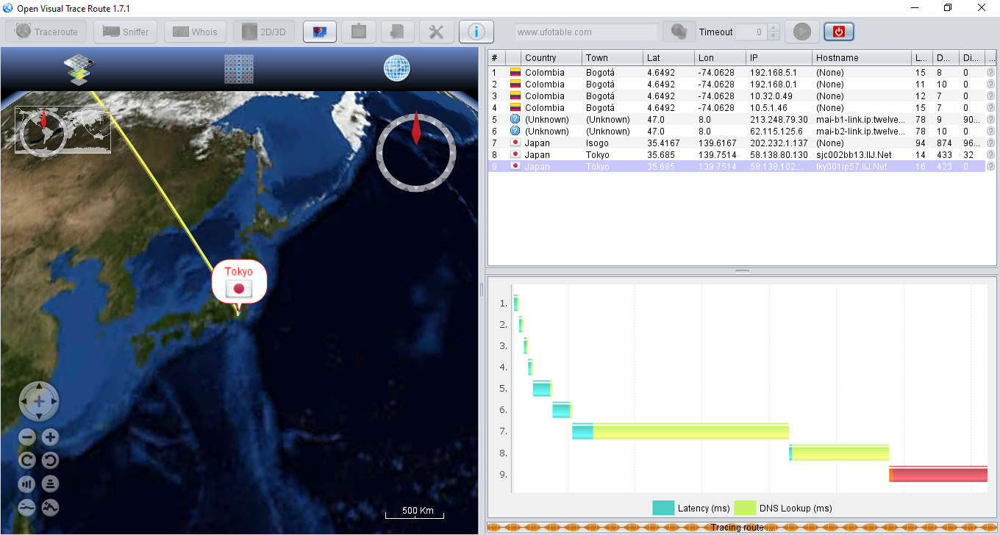 Open Visual Trace Route 1.7.1
Traceroute Sniffer Whois 2D/3D www.ufotable.com Timeout 0
# Country Town Lat Lon IP Hostname L... D... Di... ...
1 Colombia Bogotá 4.6492 -74.0628 192.168.5.1 (None) 15 8 0
2 Colombia Bogotá 4.6492 -74.0628 192.168.0.1 (None) 11 10 0
3 Colombia Bogotá 4.6492 -74.0628 10.32.0.49 (None) 12 7 0
4 Colombia Bogotá 4.6492 -74.0628 10.5.1.46 (None) 15 7 0
5 (Unknown) (Unknown) 47.0 8.0 213.248.79.30 mai-b1-link.ip.twelve... 78 9 90...
6 (Unknown) (Unknown) 47.0 8.0 62.115.125.6 mai-b2-link.ip.twelve... 78 10 0
7 Japan Isogo 35.4167 139.6167 202.232.1.137 (None) 94 874 96...
8 Japan Tokyo 35.685 139.7514 58.138.80.130 sjc002bb13.IIJ.Net 14 433 32
9 Japan Tokyo 35.685 139.7514 58.138.102.... tky001ip57.IIJ.Net 16 423 0
Tokyo
500 Km
1.
2.
3.
4.
5.
6.
7.
8.
9.
Latency (ms) DNS Lookup (ms)
Tracing route ...